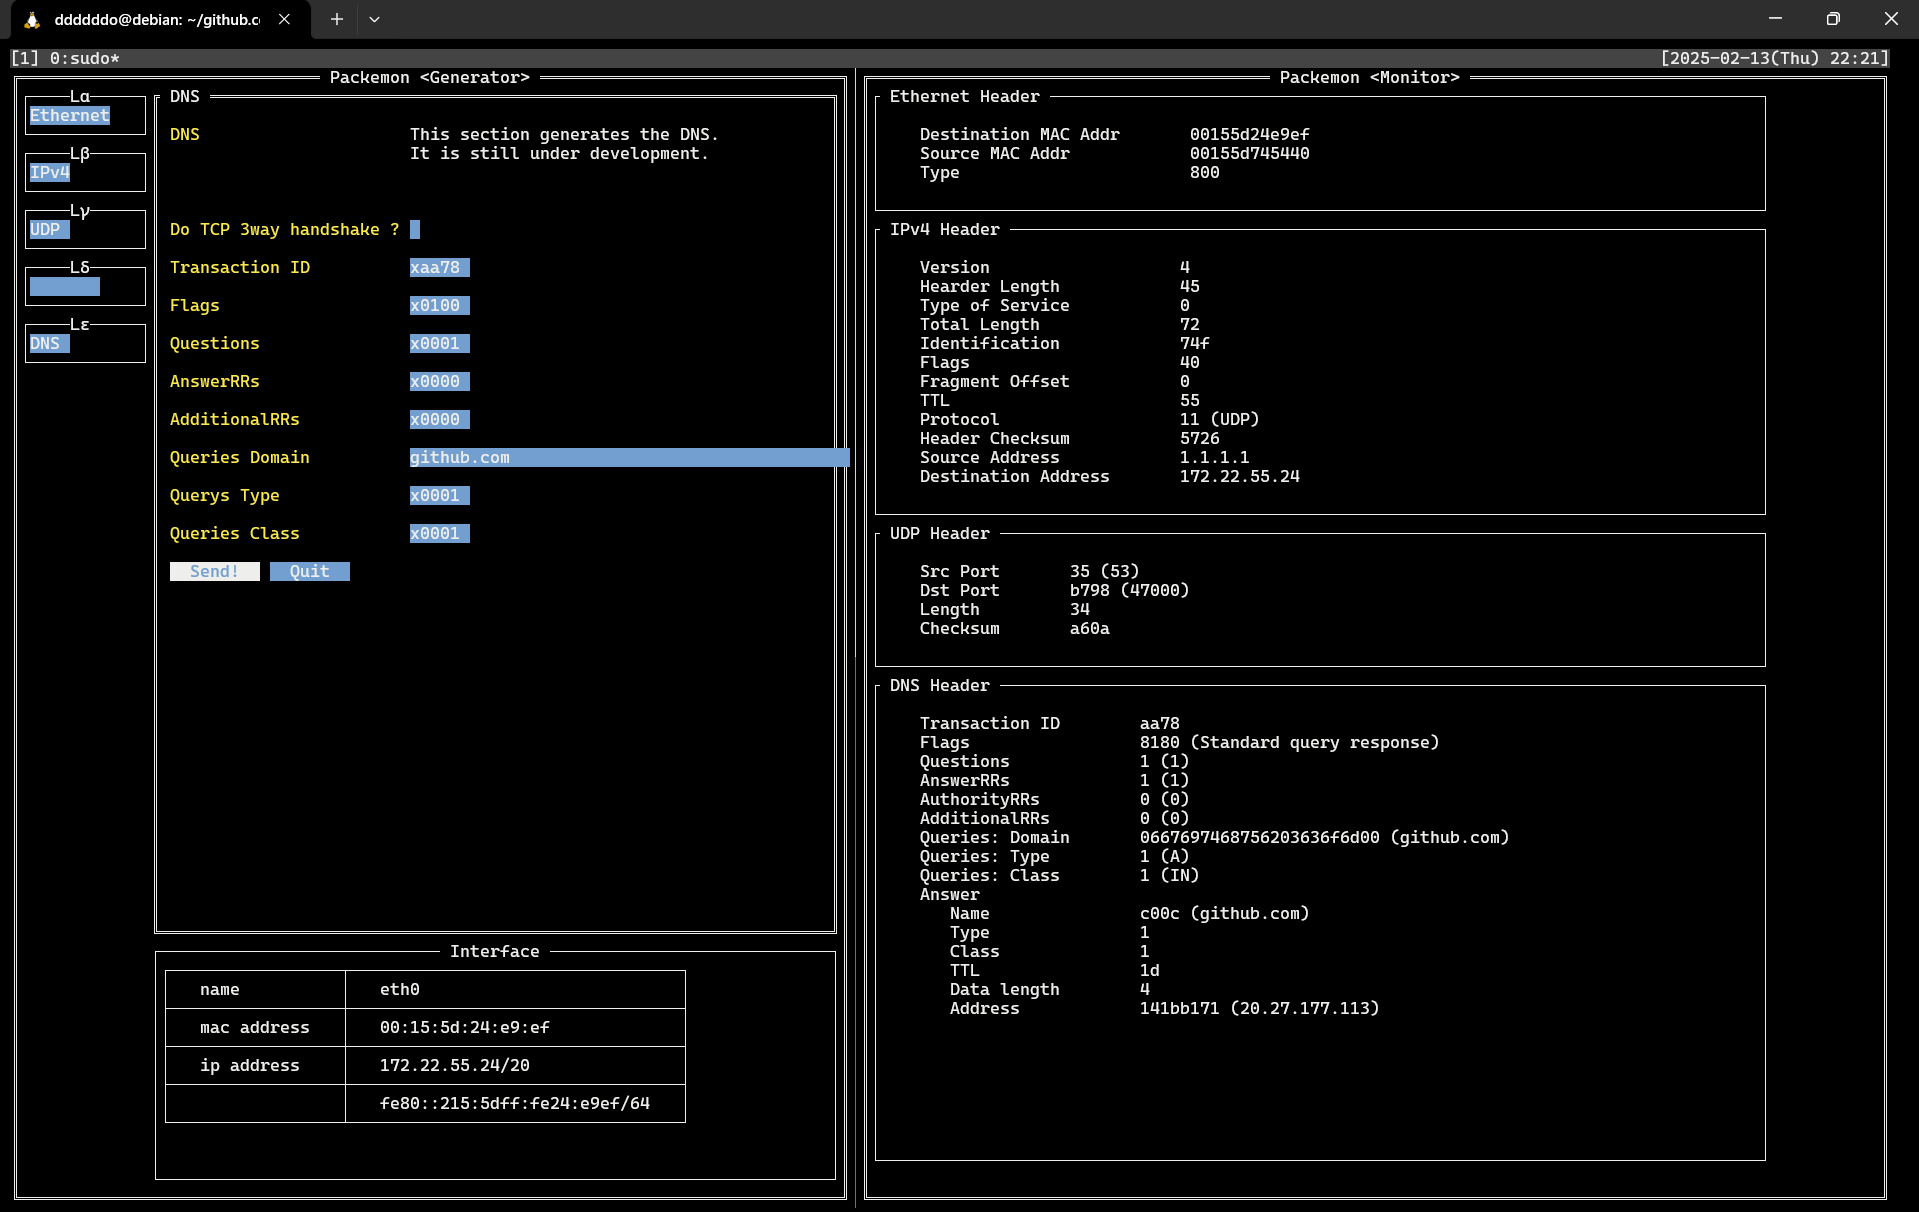 ddddddo@debian: ~/github.c
[1] 0:sudo*
[2025-02-13(Thu) 22:21]
Packemon <Generator>
Lα
Ethernet
Lβ
IPv4
Lγ
UDP
Lδ
Lε
DNS
DNS
DNS This section generates the DNS.
It is still under development.
Do TCP 3way handshake ?
Transaction ID xaa78
Flags x0100
Questions x0001
AnswerRRs x0000
AdditionalRRs x0000
Queries Domain github.com
Querys Type x0001
Queries Class x0001
Send! Quit
Interface
name eth0
mac address 00:15:5d:24:e9:ef
ip address 172.22.55.24/20
fe80::215:5dff:fe24:e9ef/64
Packemon <Monitor>
Ethernet Header
Destination MAC Addr 00155d24e9ef
Source MAC Addr 00155d745440
Type 800
IPv4 Header
Version 4
Hearder Length 45
Type of Service 0
Total Length 72
Identification 74f
Flags 40
Fragment Offset 0
TTL 55
Protocol 11 (UDP)
Header Checksum 5726
Source Address 1.1.1.1
Destination Address 172.22.55.24
UDP Header
Src Port 35 (53)
Dst Port b798 (47000)
Length 34
Checksum a60a
DNS Header
Transaction ID aa78
Flags 8180 (Standard query response)
Questions 1 (1)
AnswerRRs 1 (1)
AuthorityRRs 0 (0)
AdditionalRRs 0 (0)
Queries: Domain 0667697468756203636f6d00 (github.com)
Queries: Type 1 (A)
Queries: Class 1 (IN)
Answer
Name c00c (github.com)
Type 1
Class 1
TTL 1d
Data length 4
Address 141bb171 (20.27.177.113)